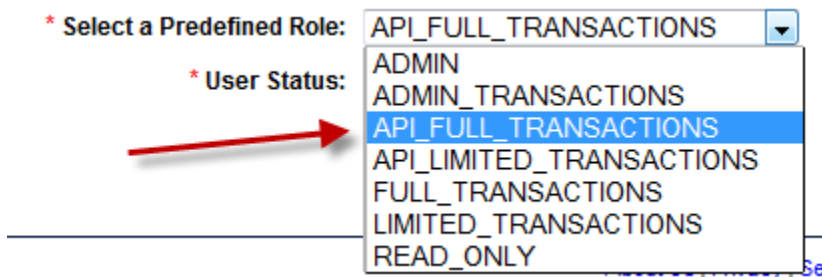 * Select a Predefined Role: API_FULL_TRANSACTIONS
* User Status:
ADMIN
ADMIN_TRANSACTIONS
API_FULL_TRANSACTIONS
API_LIMITED_TRANSACTIONS
FULL_TRANSACTIONS
LIMITED_TRANSACTIONS
READ_ONLY